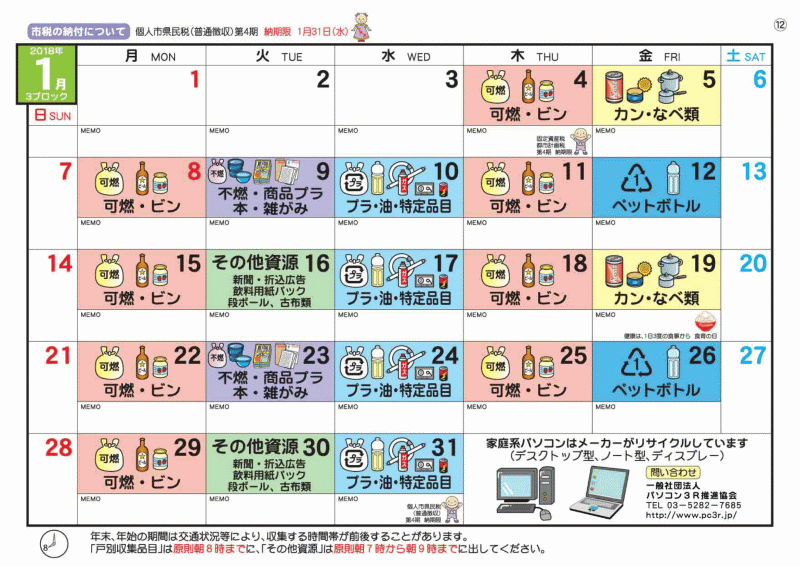 市税の納付について 個人市県民税(普通徴収)第4期 納期限 1月31日(水)
⑫
2018年
1月
3ブロック
日 SUN 月 MON 火 TUE 水 WED 木 THU 金 FRI 土 SAT
1 2 3 4 5 6
可燃
可燃・ビン カン・なべ類
MEMO MEMO MEMO MEMO MEMO
固定資産税
都市計画税
第4期 納期限
7 8 9 10 11 12 13
可燃 不燃 プラ 可燃 1
可燃・ビン 不燃・商品プラ プラ・油・特定品目 可燃・ビン ペットボトル
本・雑がみ
MEMO MEMO MEMO MEMO MEMO
14 15 その他資源 16 17 18 19 20
可燃 新聞・折込広告 プラ 可燃
飲料用紙パック
可燃・ビン 段ボール、古布類 プラ・油・特定品目 可燃・ビン カン・なべ類
MEMO MEMO MEMO MEMO MEMO
健康は、1日3度の食事から 食育の日
21 22 23 24 25 26 27
可燃 不燃 プラ 可燃 1
可燃・ビン 不燃・商品プラ プラ・油・特定品目 可燃・ビン ペットボトル
本・雑がみ
MEMO MEMO MEMO MEMO MEMO
28 29 その他資源 30 31
可燃 新聞・折込広告 プラ
飲料用紙パック
可燃・ビン 段ボール、古布類 プラ・油・特定品目
MEMO MEMO MEMO
個人市県民税
(普通徴収)
第4期 納期限
家庭系パソコンはメーカーがリサイクルしています
(デスクトップ型、ノート型、ディスプレー)
問い合わせ
一般社団法人
パソコン3R推進協会
TEL 03-5282-7685
http://www.pc3r.jp/
8
年末、年始の期間は交通状況等により、収集する時間帯が前後することがあります。
「戸別収集品目」は原則朝8時までに、「その他資源」は原則朝7時から朝9時までに出してください。